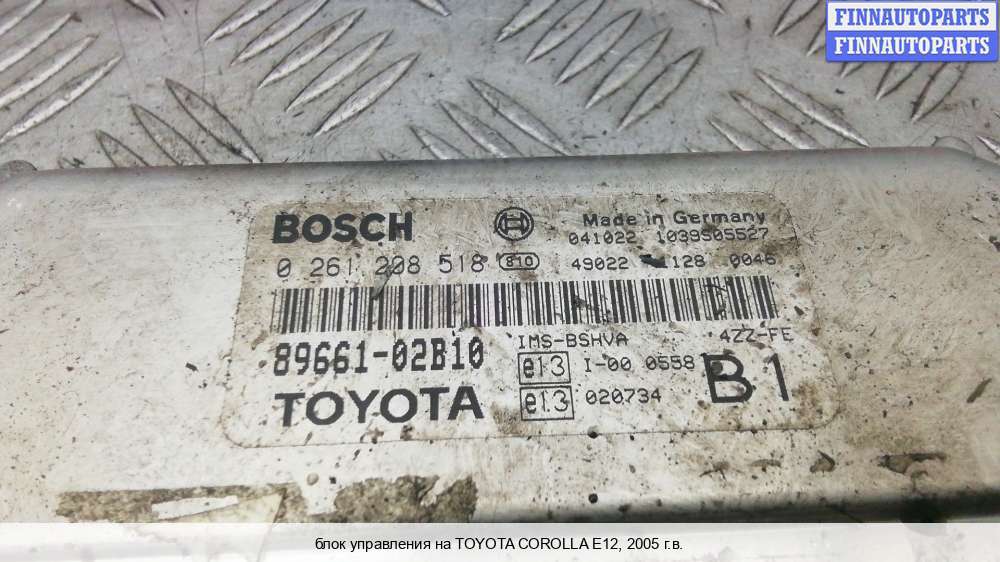 FINNAUTOPARTS
FINNAUTOPARTS
BOSCH
Made in Germany
041022 1039S05527
0 261 208 518 810
49022 128 0046
IMS-BSHVA
4ZZ-FE
89661-02B10
e13 I-00 0558
B1
TOYOTA
e13 020734
блок управления на TOYOTA COROLLA E12, 2005 г.в.